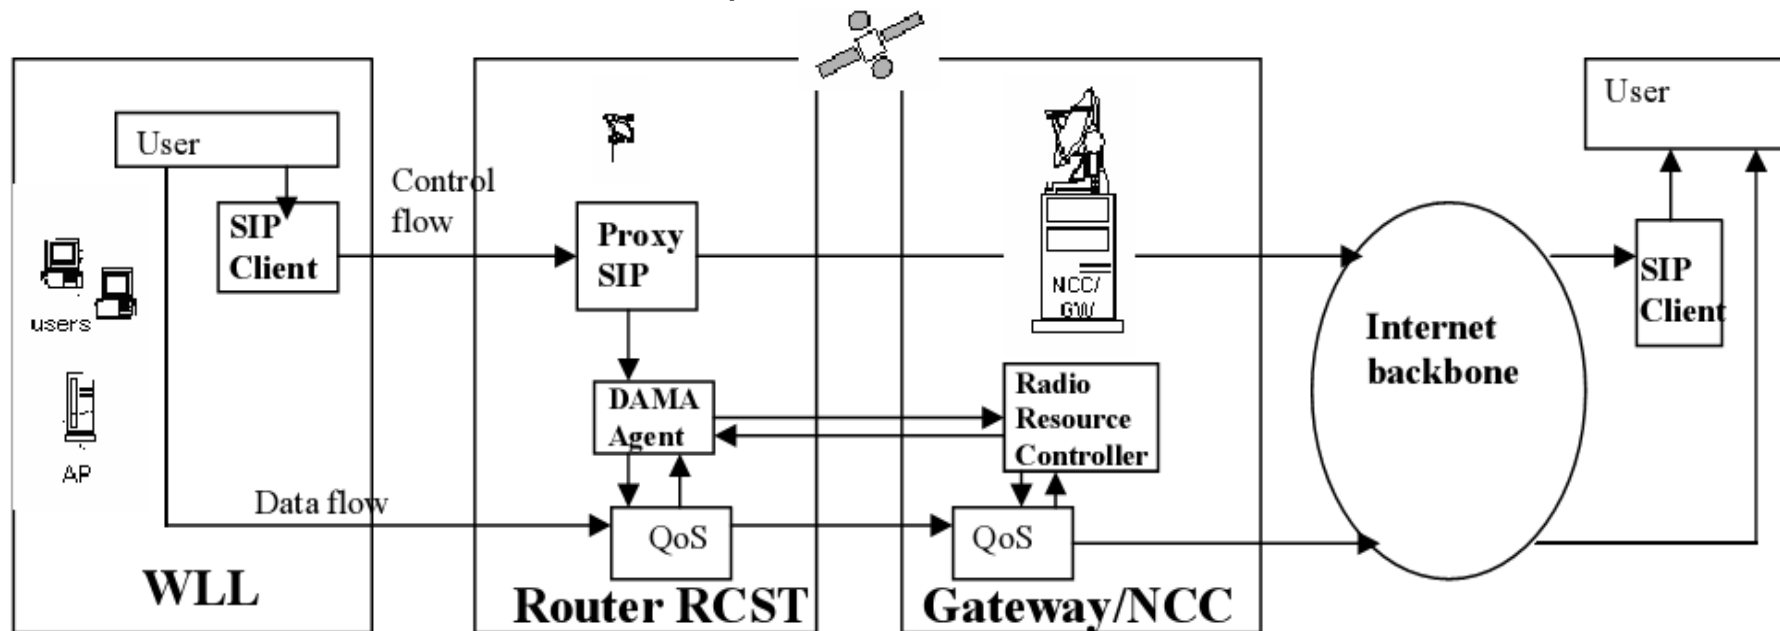 User
SIP
Client
users
AP
WLL
Control
flow
Data flow
Proxy
SIP
DAMA
Agent
QoS
Router RCST
NCC/
GW/
Radio
Resource
Controller
QoS
Gateway/NCC
Internet
backbone
User
SIP
Client